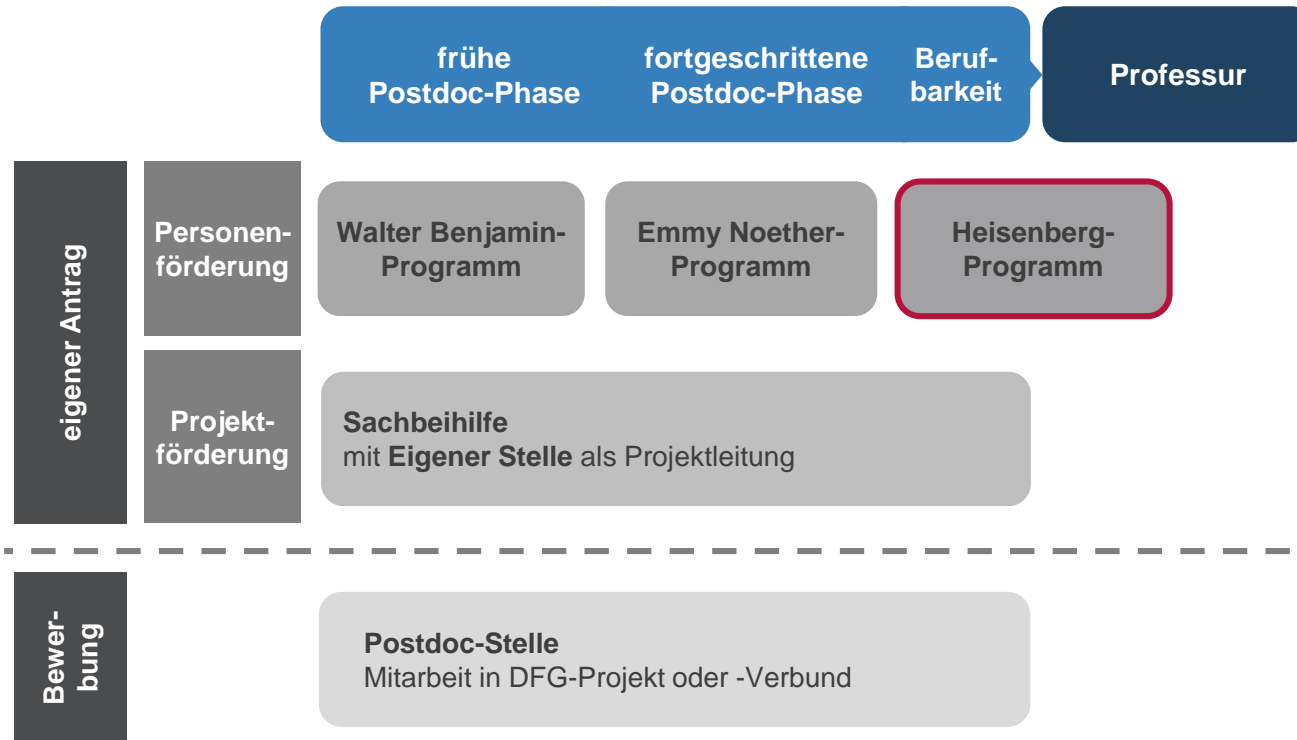 frühe
Postdoc-Phase
fortgeschrittene
Postdoc-Phase
Beruf-
barkeit
Professur
eigener Antrag
Personen-
förderung
Walter Benjamin-
Programm
Emmy Noether-
Programm
Heisenberg-
Programm
Projekt-
förderung
Sachbeihilfe
mit Eigener Stelle als Projektleitung
Bewer-
bung
Postdoc-Stelle
Mitarbeit in DFG-Projekt oder -Verbund